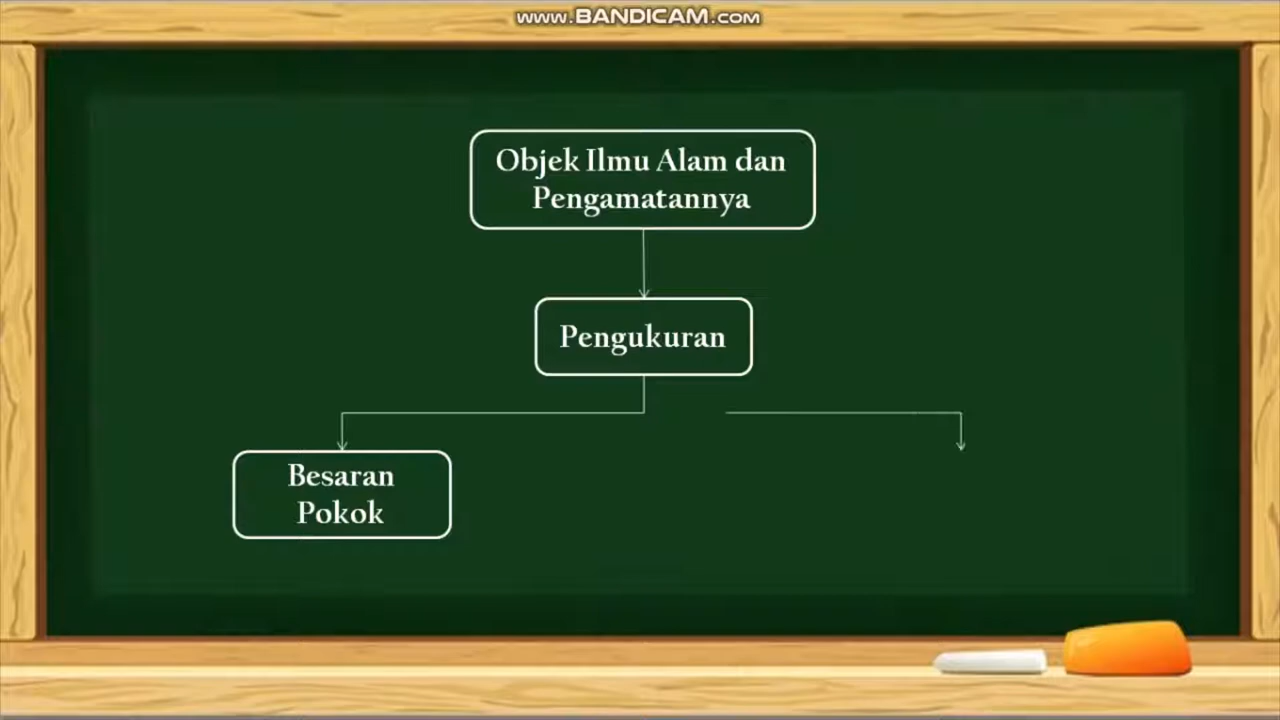 www.BANDICAM.com
Objek Ilmu Alam dan
Pengamatannya
Pengukuran
Besaran
Pokok